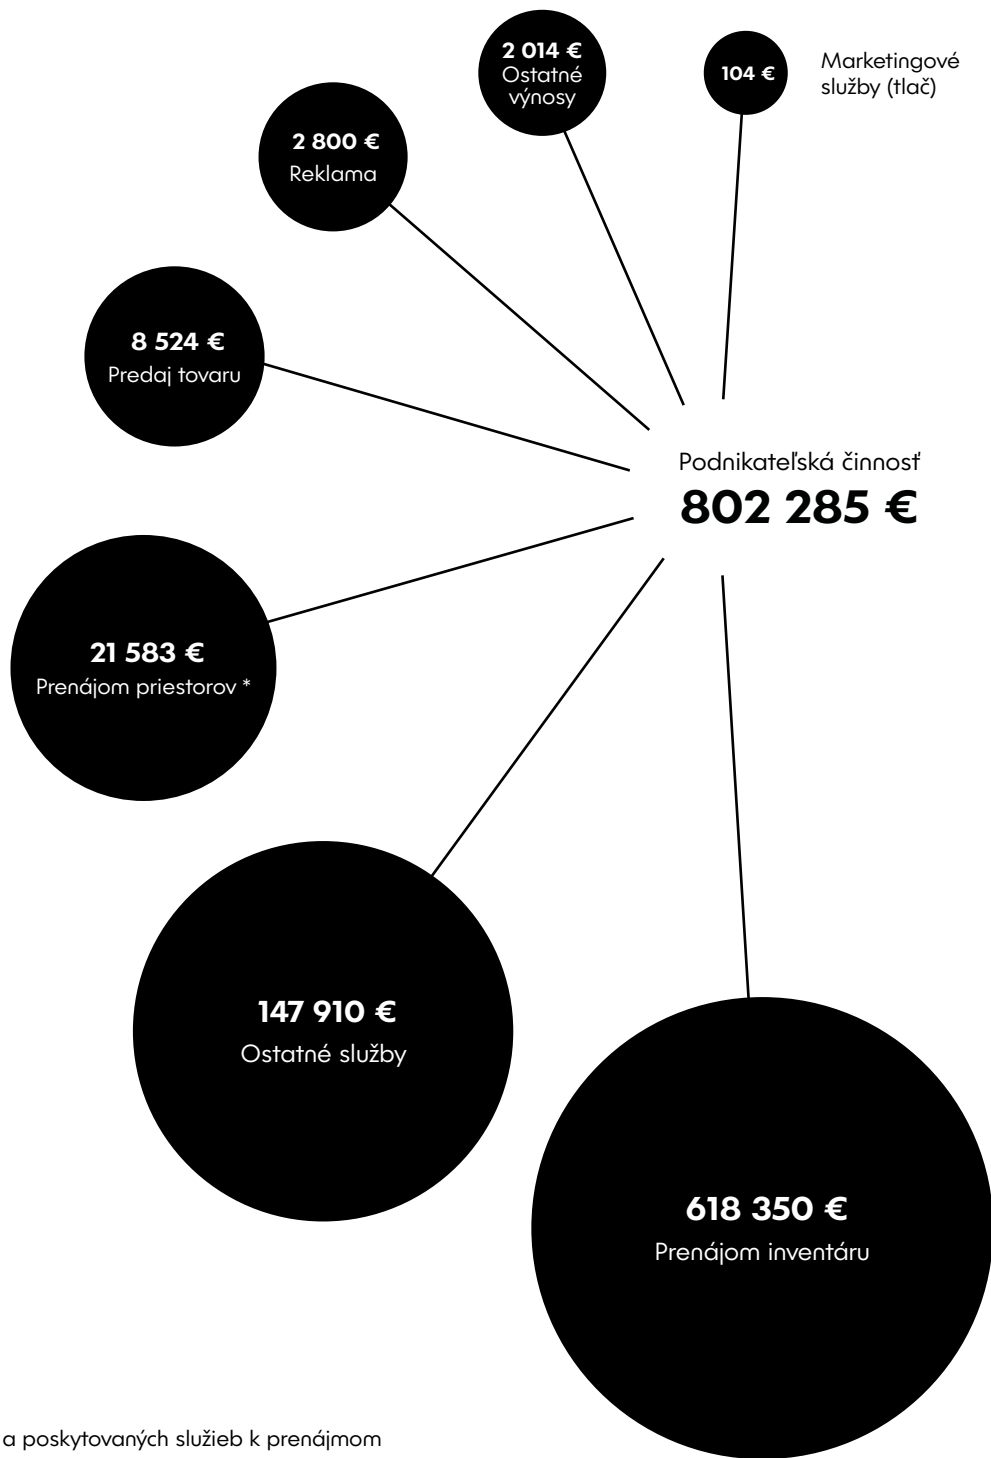 2 014 €
Ostatné
výnosy
104 €
Marketingové
služby (tlač)
2 800 €
Reklama
8 524 €
Predaj tovaru
Podnikateľská činnosť
802 285 €
21 583 €
Prenájom priestorov *
147 910 €
Ostatné služby
618 350 €
Prenájom inventáru
a poskytovaných služieb k prenájmom